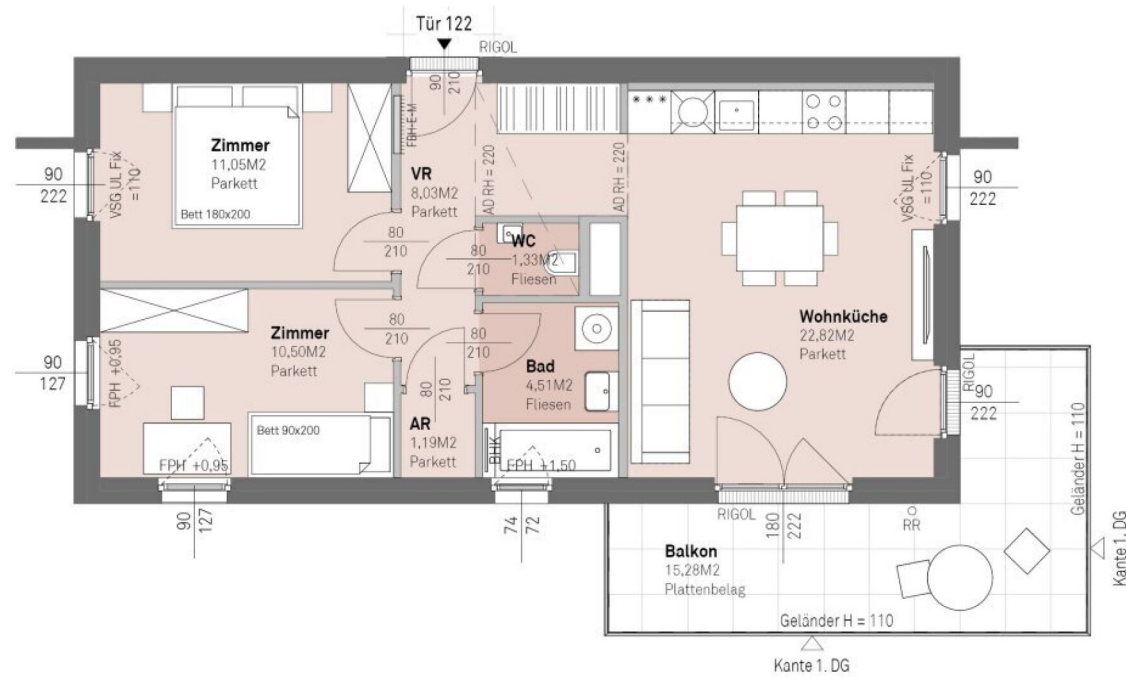 Tür 122
RIGOL
90
210
FBH-E-M
Zimmer
11,05M2
Parkett
Bett 180x200
90
222
VSG UL Fix
=110
VR
8,03M2
Parkett
AD RH = 220
AD RH = 220
***
80
210
WC
1,33M2
Fliesen
80
210
VSG UL Fix
=110
90
222
Wohnküche
22,82M2
Parkett
Zimmer
10,50M2
Parkett
80
210
80
210
Bad
4,51M2
Fliesen
80
210
AR
1,19M2
Parkett
90
127
FPH +0,95
Bett 90x200
FPH +0,95
90
127
BHK
FPH +1,50
74
72
RIGOL
90
222
RIGOL
180
222
RR
Geländer H = 110
Balkon
15,28M2
Plattenbelag
Geländer H = 110
Kante 1. DG
Kante 1. DG